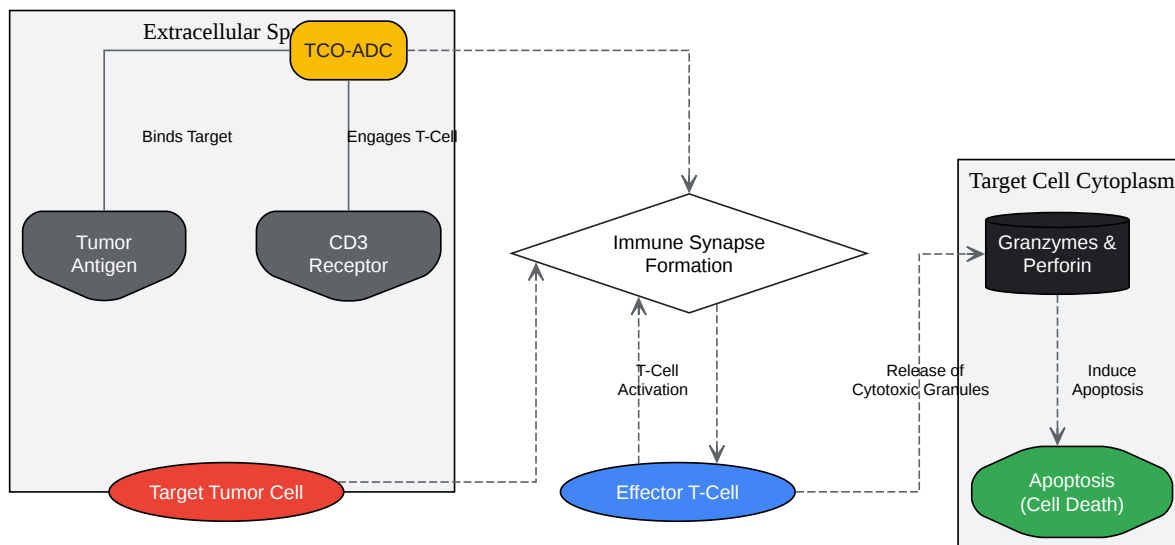 Extracellular Sp
TCO-ADC
Binds Target
Engages T-Cell
Tumor
Antigen
CD3
Receptor
Immune Synapse
Formation
Target Cell Cytoplasm
Granzymes &
Perforin
T-Cell
Activation
Release of
Cytotoxic Granules
Induce
Apoptosis
Target Tumor Cell
Effector T-Cell
Apoptosis
(Cell Death)